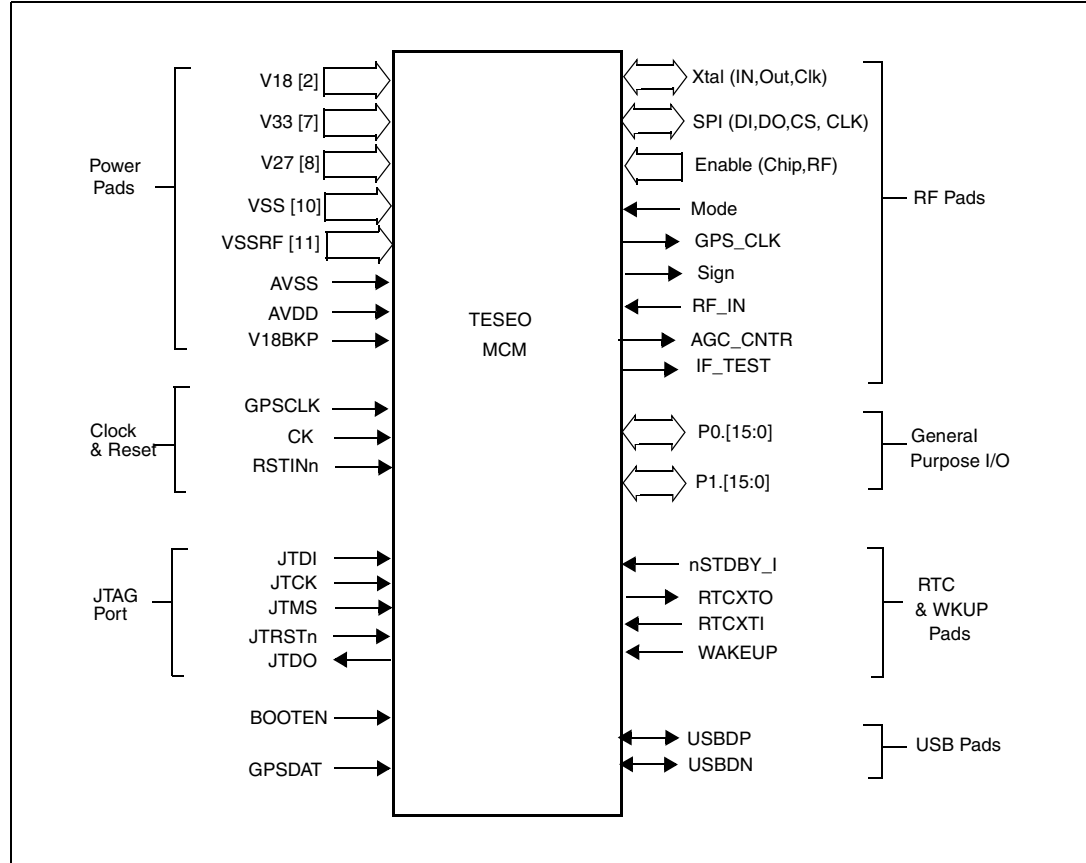 Power
Pads
V18 [2]
V33 [7]
V27 [8]
VSS [10]
VSSRF [11]
AVSS
AVDD
V18BKP
Clock
& Reset
GPSCLK
CK
RSTINn
JTAG
Port
JTDI
JTCK
JTMS
JTRSTn
JTDO
BOOTEN
GPSDAT
TESEO
MCM
Xtal (IN,Out,Clk)
SPI (DI,DO,CS, CLK)
Enable (Chip,RF)
Mode
GPS_CLK
Sign
RF_IN
AGC_CNTR
IF_TEST
RF Pads
P0.[15:0]
P1.[15:0]
General
Purpose I/O
nSTDBY_I
RTCXTO
RTCXTI
WAKEUP
RTC
& WKUP
Pads
USBDP
USBDN
USB Pads